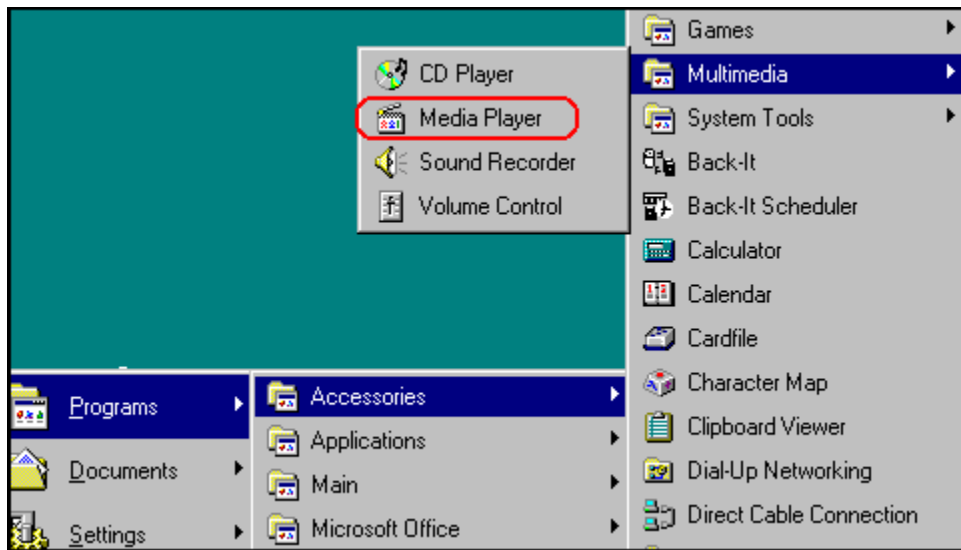 CD Player
Media Player
Sound Recorder
Volume Control
Games
Multimedia
System Tools
Back-It
Back-It Scheduler
Calculator
Calendar
Cardfile
Character Map
Clipboard Viewer
Dial-Up Networking
Direct Cable Connection
Programs
Documents
Settings
Accessories
Applications
Main
Microsoft Office